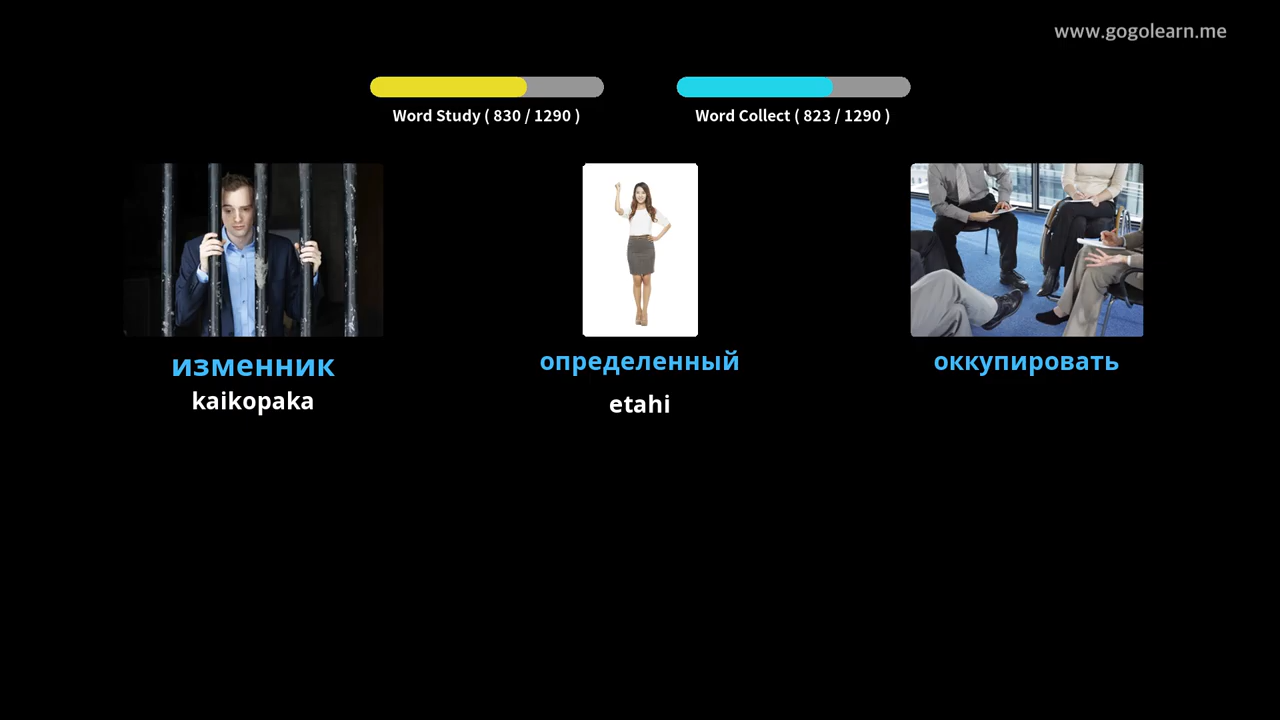 www.gogolearn.me
Word Study ( 830 / 1290 )
Word Collect ( 823 / 1290 )
изменник
kaikopaka
определенный
etahi
оккупировать